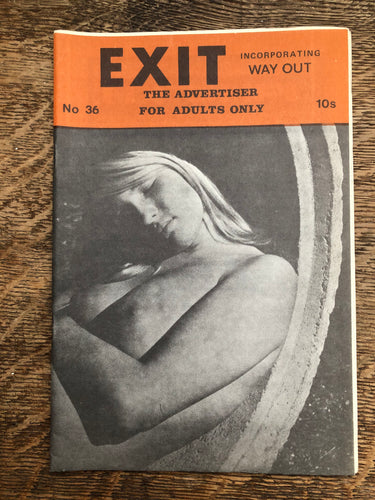 EXIT
INCORPORATING
WAY OUT
THE ADVERTISER
No 36
FOR ADULTS ONLY
10s